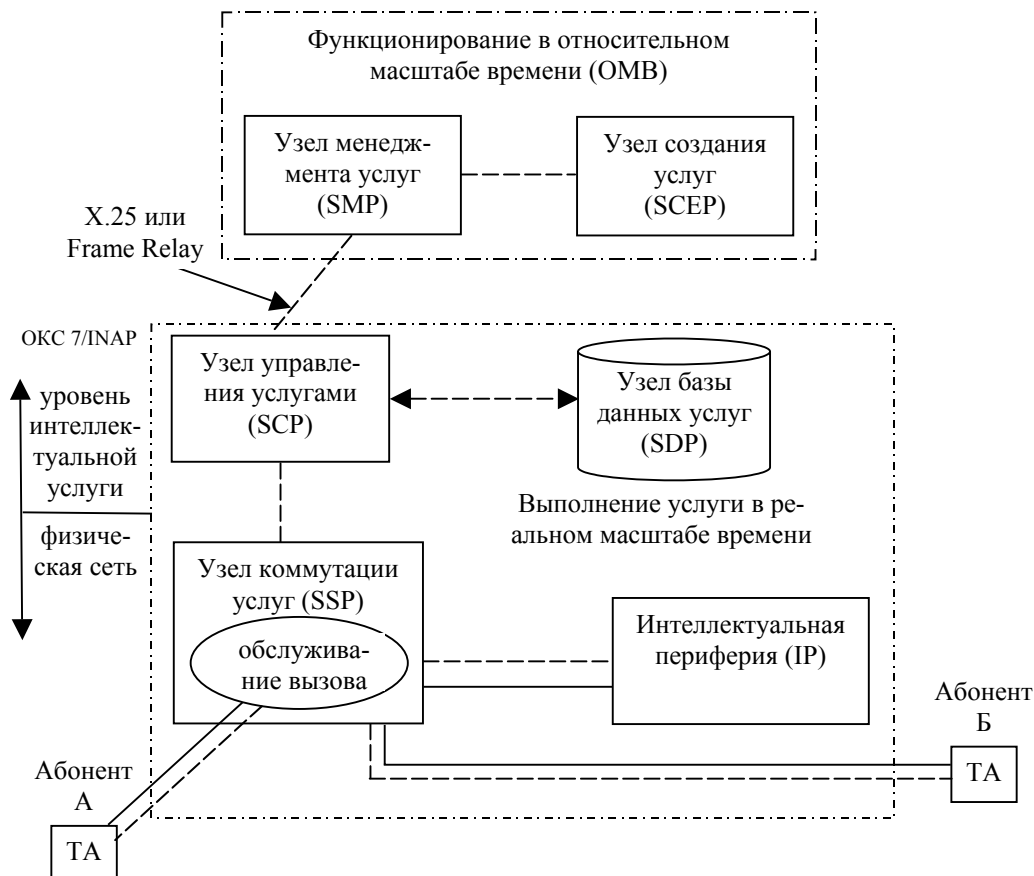 Функционирование в относительном
масштабе времени (ОМВ)
Узел менедж-
мента услуг
(SMP)
Узел создания
услуг
(SCEP)
X.25 или
Frame Relay
ОКС 7/INAP
Узел управле-
ния услугами
(SCP)
Узел базы
данных услуг
(SDP)
уровень
интеллек-
туальной
услуги
физиче-
ская сеть
Выполнение услуги в ре-
альном масштабе времени
Узел коммутации
услуг (SSP)
обслужива-
ние вызова
Интеллектуальная
периферия (IP)
Абонент
Б
ТА
Абонент
А
ТА